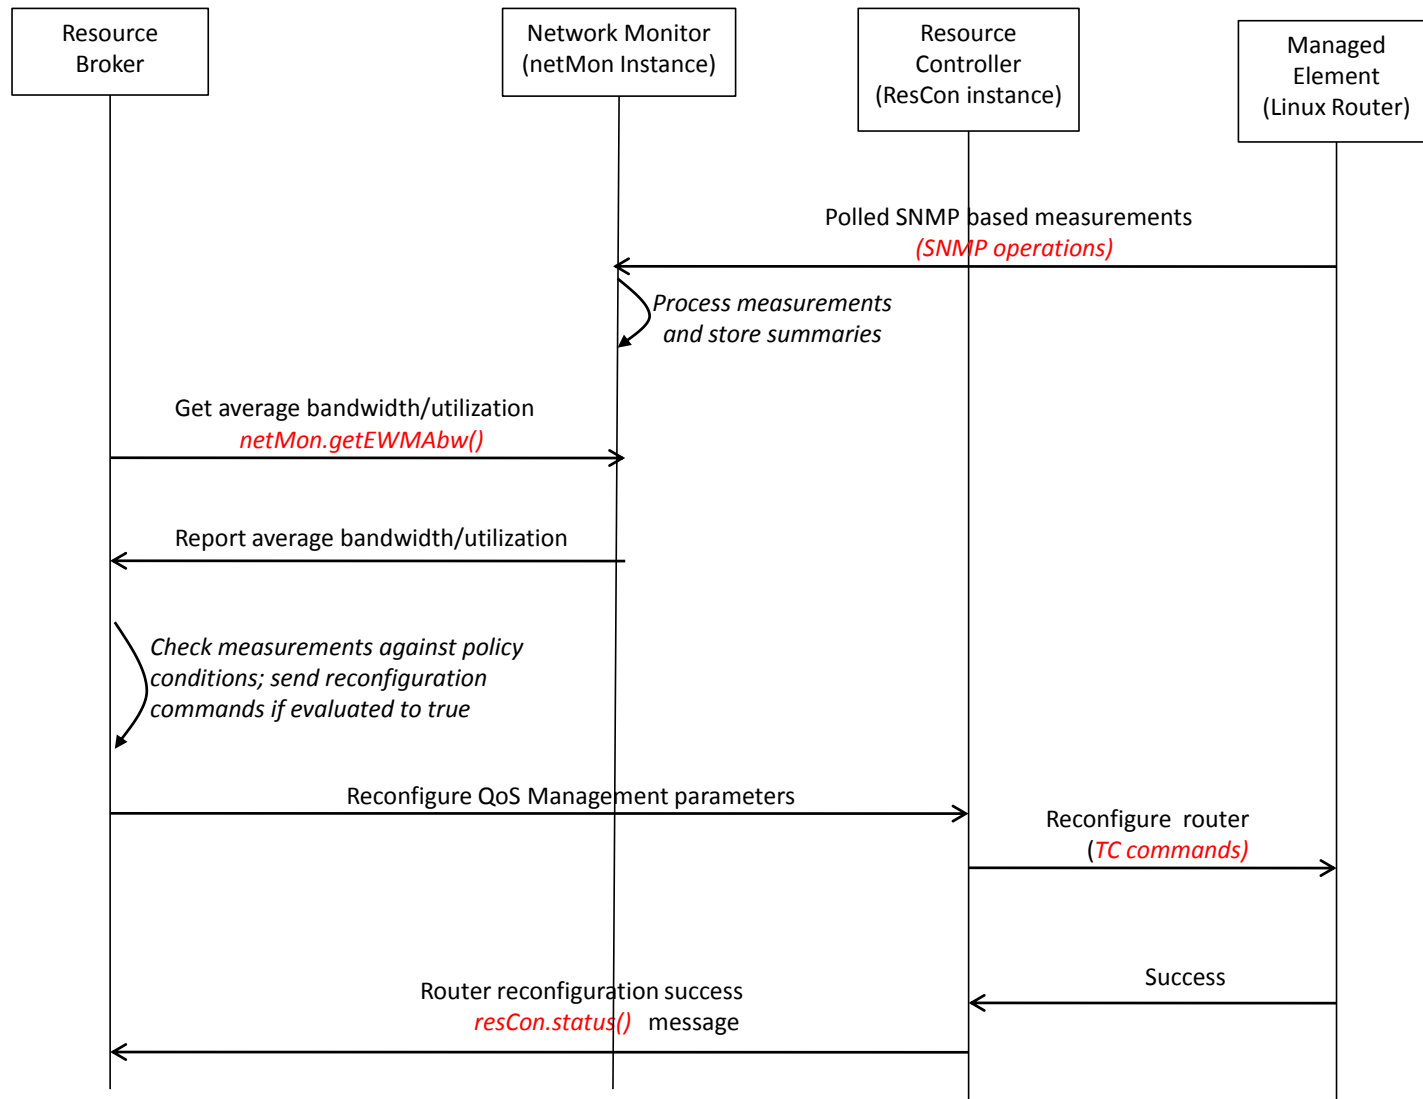 Resource
Broker
Network Monitor
(netMon Instance)
Resource
Controller
(ResCon instance)
Managed
Element
(Linux Router)
Polled SNMP based measurements
(SNMP operations)
Process measurements
and store summaries
Get average bandwidth/utilization
netMon.getEWMAbw()
Report average bandwidth/utilization
Check measurements against policy
conditions; send reconfiguration
commands if evaluated to true
Reconfigure QoS Management parameters
Reconfigure router
(TC commands)
Success
Router reconfiguration success
resCon.status() message